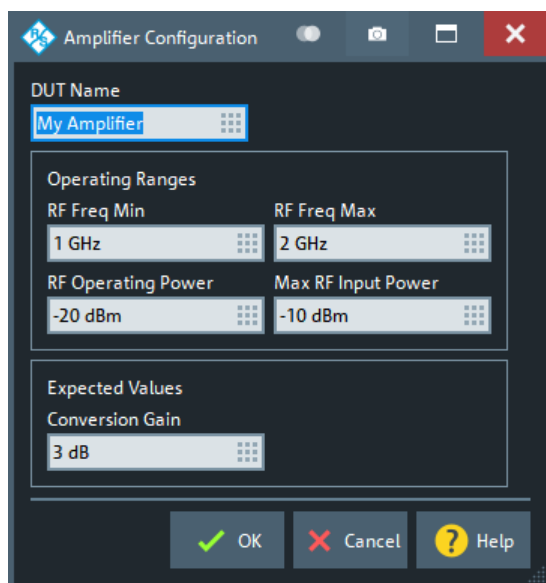 Amplifier Configuration
DUT Name
My Amplifier
Operating Ranges
RF Freq Min RF Freq Max
1 GHz 2 GHz
RF Operating Power Max RF Input Power
-20 dBm -10 dBm
Expected Values
Conversion Gain
3 dB
OK Cancel ? Help